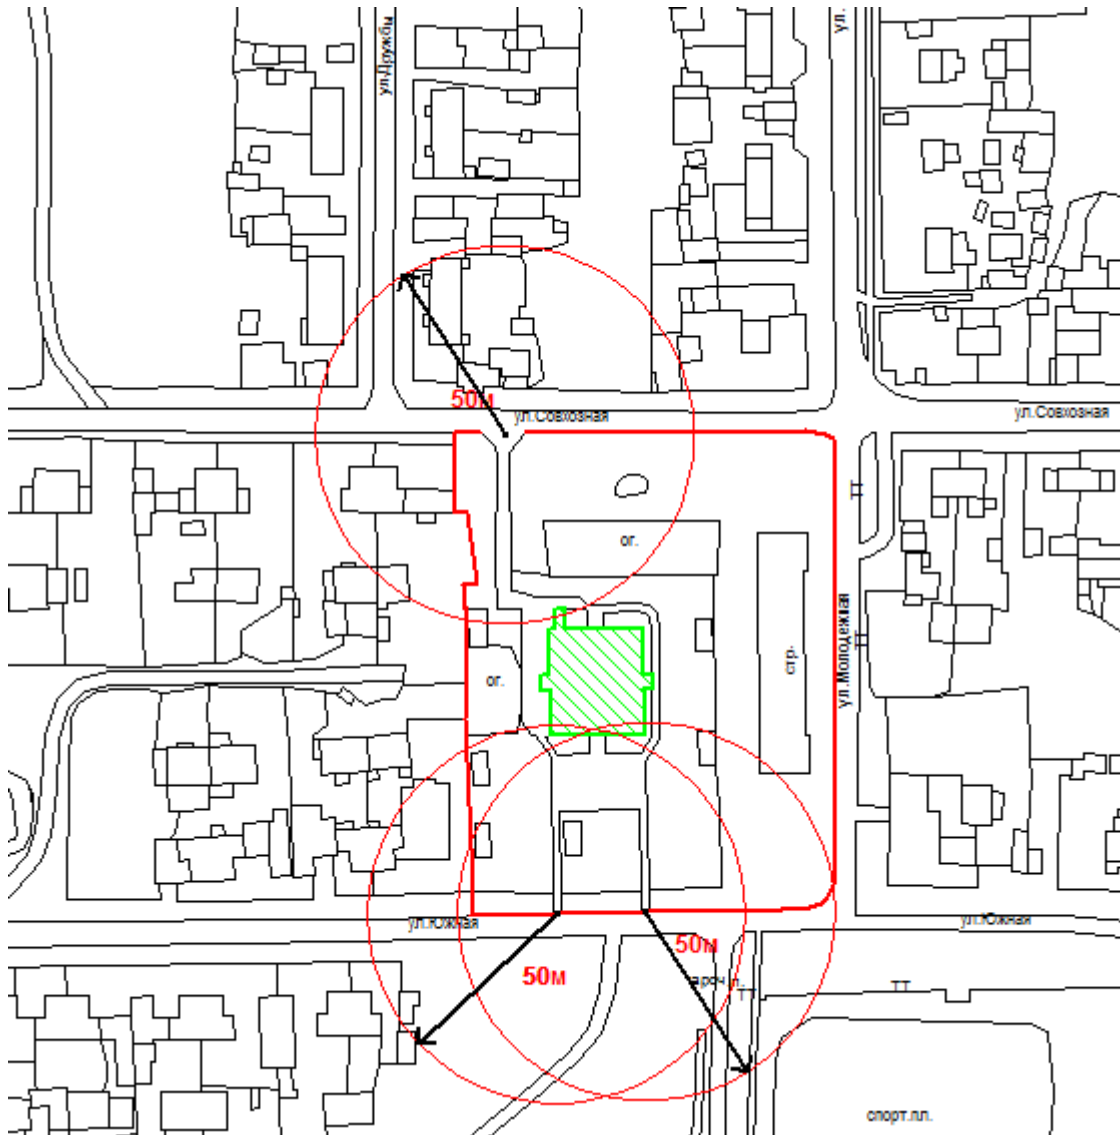 ул.Дружбы
ул.
50м
ул.Совхозная
ул.Совхозная
ТТ
ог.
ул.Молодежная
ТТ
стр.
ог.
ул.Южная
ул.Южная
50м
50м
ТТ
ТТ
спорт.пл.